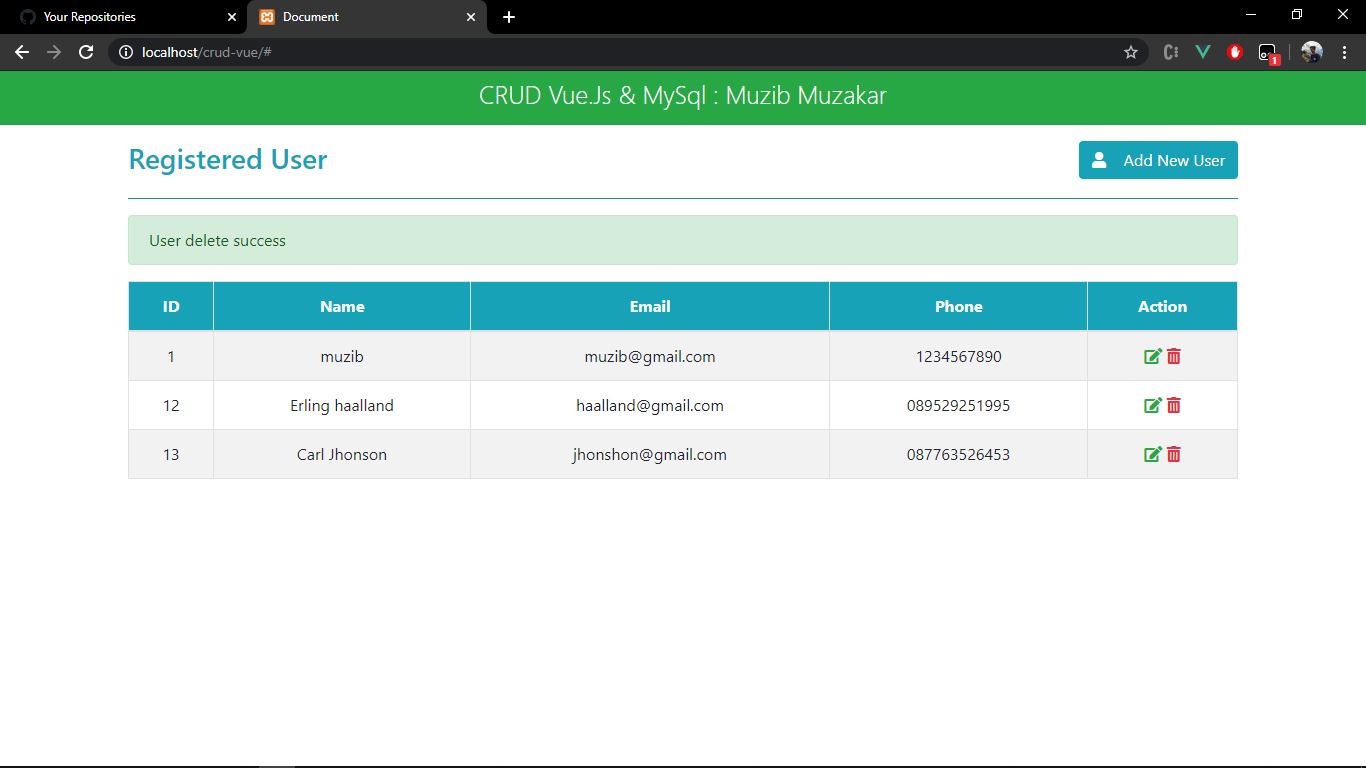 Your Repositories
Document
localhost/crud-vue/#
1
CRUD Vue.Js & MySql : Muzib Muzakar
Registered User
Add New User
User delete success
ID Name Email Phone Action
1 muzib muzib@gmail.com 1234567890
12 Erling haalland haalland@gmail.com 089529251995
13 Carl Jhonson jhonshon@gmail.com 087763526453